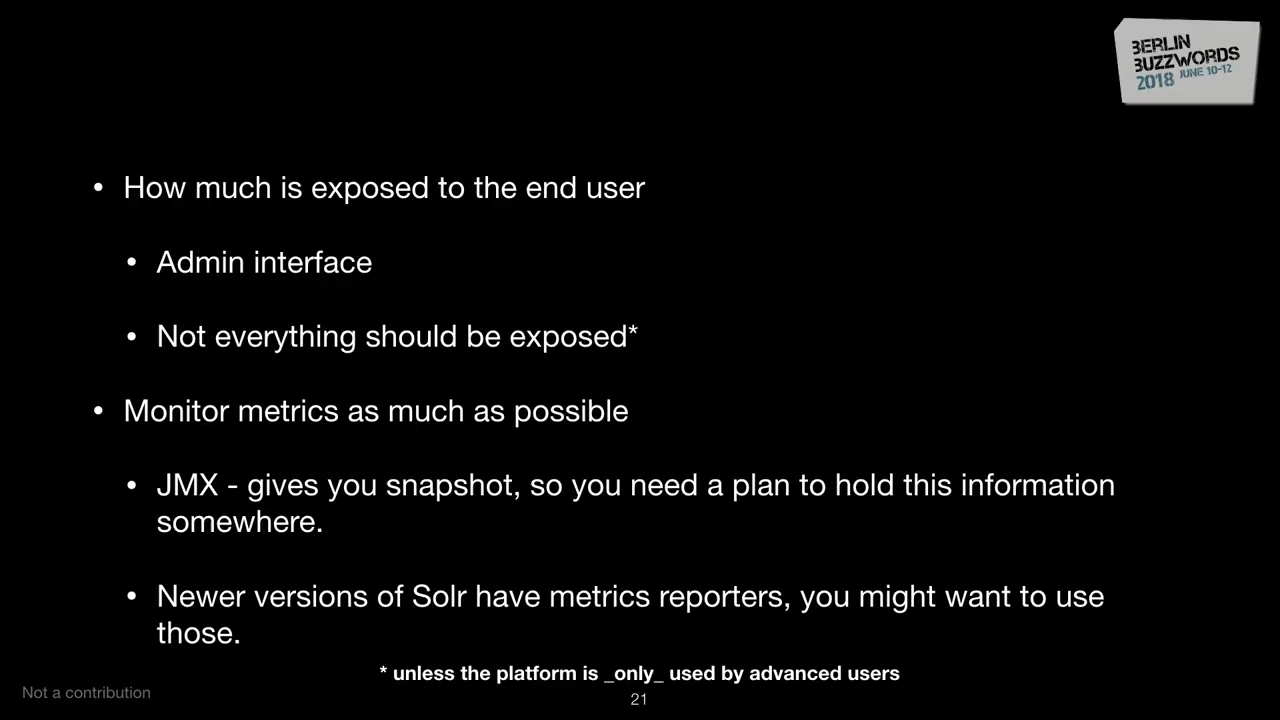 BERLIN
BUZZWORDS
2018 JUNE 10-12
• How much is exposed to the end user
• Admin interface
• Not everything should be exposed*
• Monitor metrics as much as possible
• JMX - gives you snapshot, so you need a plan to hold this information
somewhere.
• Newer versions of Solr have metrics reporters, you might want to use
those.
* unless the platform is _only_ used by advanced users
Not a contribution
21